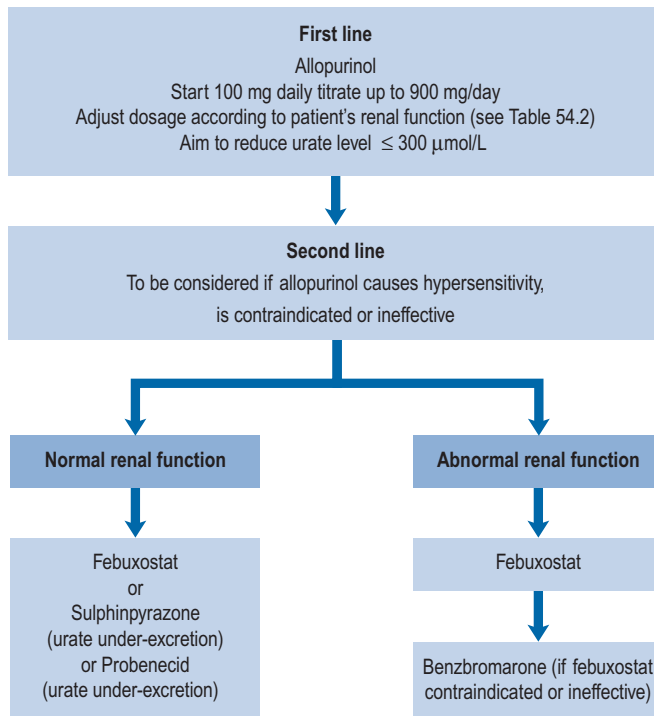 First line
Allopurinol
Start 100 mg daily titrate up to 900 mg/day
Adjust dosage according to patient's renal function (see Table 54.2)
Aim to reduce urate level ≤ 300 μmol/L
Second line
To be considered if allopurinol causes hypersensitivity,
is contraindicated or ineffective
Normal renal function
Abnormal renal function
Febuxostat
or
Sulphinpyrazone
(urate under-excretion)
or Probenecid
(urate under-excretion)
Febuxostat
Benzbromarone (if febuxostat
contraindicated or ineffective)